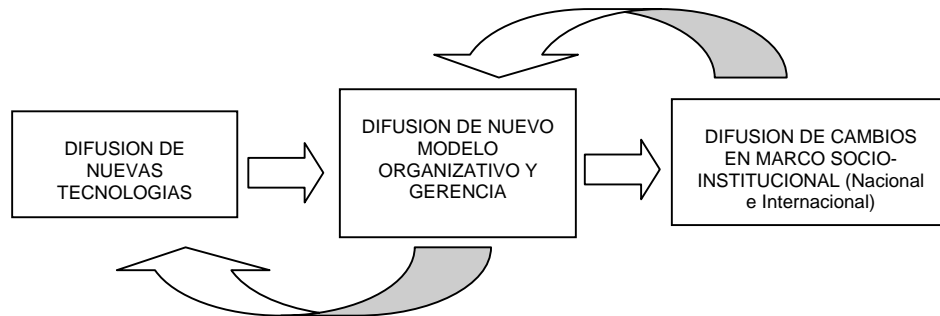 DIFUSION DE
NUEVAS
TECNOLOGIAS
DIFUSION DE NUEVO
MODELO
ORGANIZATIVO Y
GERENCIA
DIFUSION DE CAMBIOS
EN MARCO SOCIO-
INSTITUCIONAL (Nacional
e Internacional)